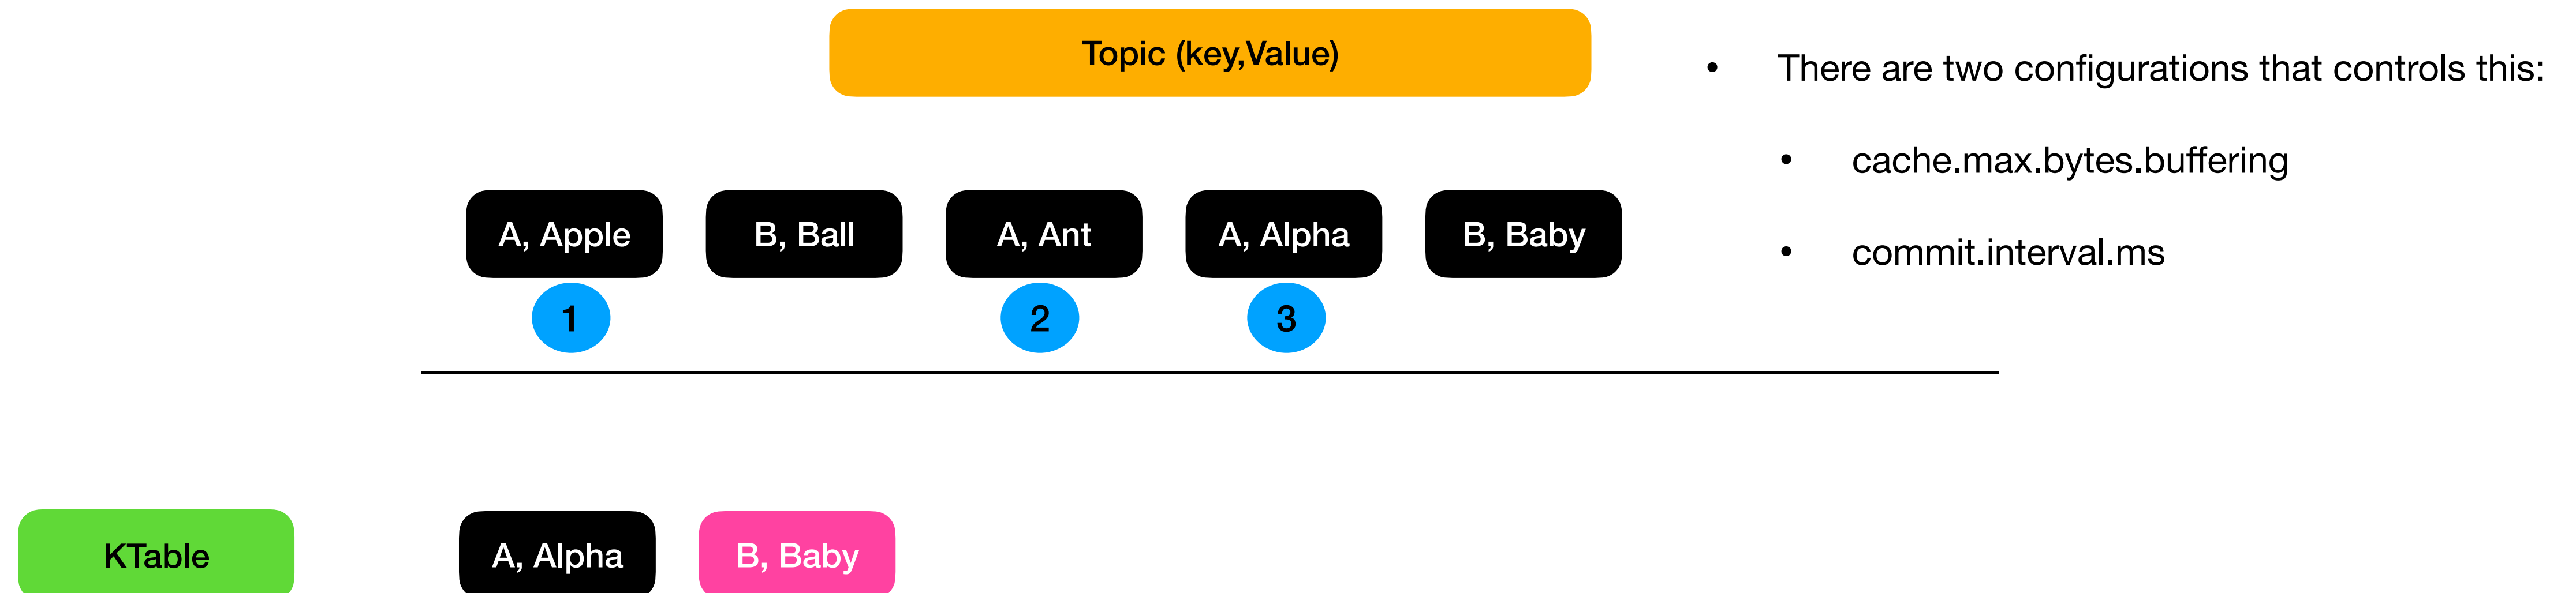 Topic (key,Value)
• There are two configurations that controls this:
• cache.max.bytes.buffering
• commit.interval.ms
A, Apple
B, Ball
A, Ant
A, Alpha
B, Baby
1
2
3
KTable
A, Alpha
B, Baby